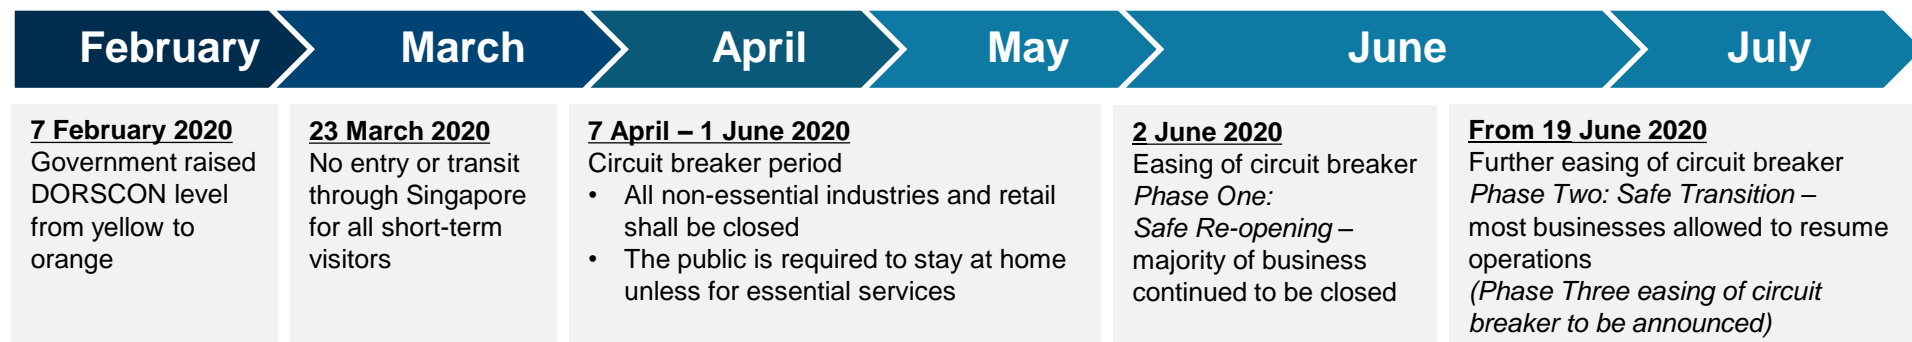 February
March
April
May
June
July
7 February 2020
Government raised
DORSCON level
from yellow to
orange
23 March 2020
No entry or transit
through Singapore
for all short-term
visitors
7 April – 1 June 2020
Circuit breaker period
• All non-essential industries and retail
shall be closed
• The public is required to stay at home
unless for essential services
2 June 2020
Easing of circuit breaker
Phase One:
Safe Re-opening –
majority of business
continued to be closed
From 19 June 2020
Further easing of circuit breaker
Phase Two: Safe Transition –
most businesses allowed to resume
operations
(Phase Three easing of circuit
breaker to be announced)